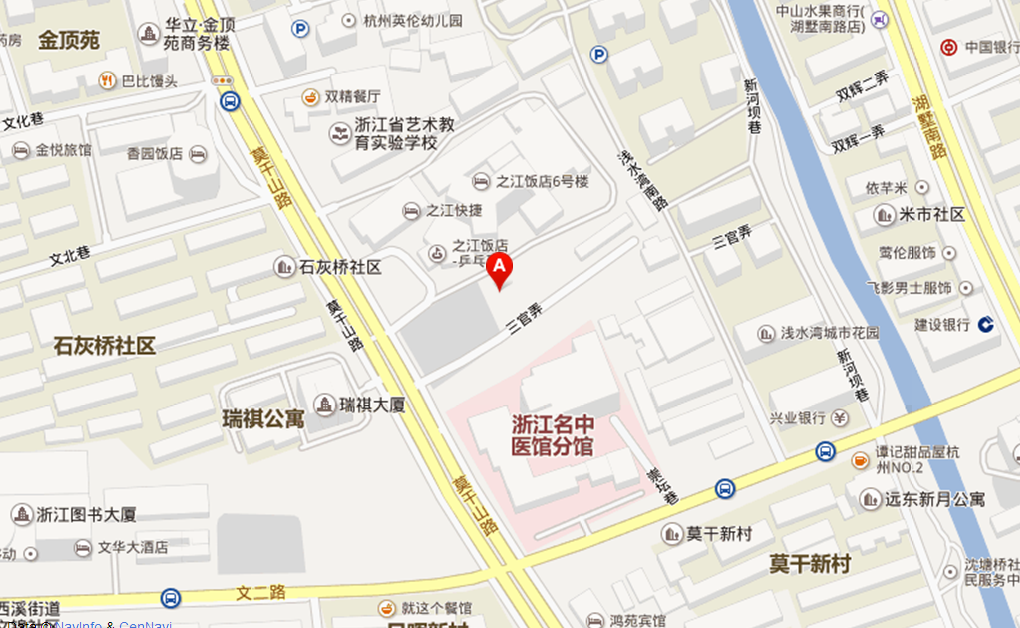 药房
金顶苑
华立·金顶
苑商务楼
P
杭州英伦幼儿园
P
中山水果商行(
湖墅南路店)
中国银行
巴比馒头
双精餐厅
文化巷
金悦旅馆
香园饭店
浙江省艺术教
育实验学校
莫干山路
之江饭店6号楼
之江快捷
之江饭店
-乒乓
A
浅水湾南路
新河坝巷
双辉二弄
双辉一弄
湖墅南路
依芊米
米市社区
莺伦服饰
飞影男士服饰
建设银行
三官弄
文北巷
石灰桥社区
莫干山路
石灰桥社区
三官弄
浅水湾城市花园
新河坝巷
瑞祺公寓
瑞祺大厦
浙江名中
医馆分馆
兴业银行
谭记甜品屋杭
州NO.2
崇坛巷
远东新月公寓
莫干山路
浙江图书大厦
文华大酒店
莫干新村
莫干新村
沈塘桥社
民服务中
文二路
西溪街道
就这个餐馆
鸿苑宾馆
NavInfo & CenNavi